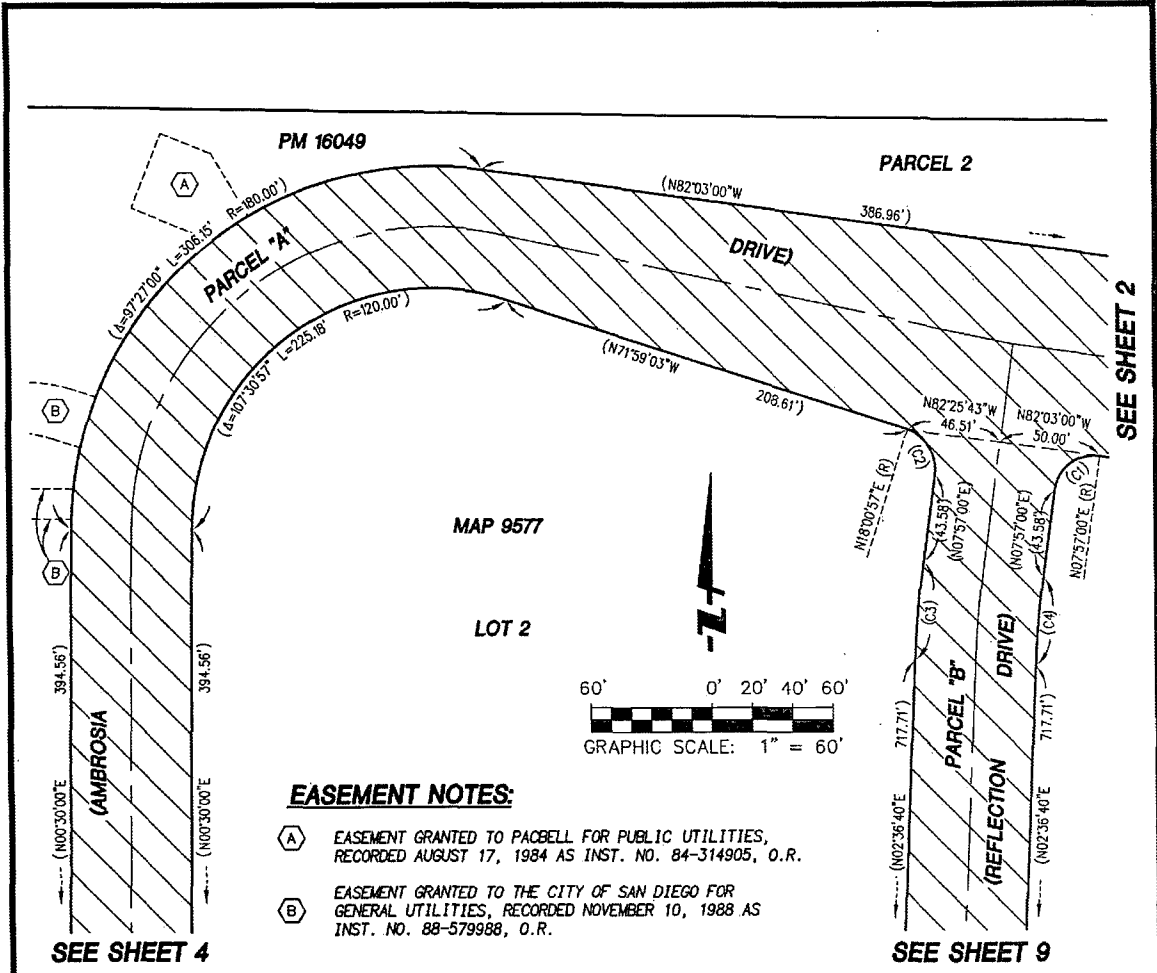 PM 16049
PARCEL 2
A
(Δ=97°27'00" L=306.15' R=180.00')
PARCEL "A"
(Δ=107°30'57" L=225.18' R=120.00')
(N82°03'00"W 386.96')
DRIVE)
(N71°59'03"W 208.61')
SEE SHEET 2
N82°25'43"W
46.51'
N82°03'00"W
50.00'
(C2)
(C1)
N18°00'57"E (R)
(43.58')
(N07°57'00"E)
(N07°57'00"E)
(43.58')
N07°57'00"E (R)
B
B
MAP 9577
LOT 2
(C3)
(C4)
60' 0' 20' 40' 60'
GRAPHIC SCALE: 1" = 60'
(N00°30'00"E 394.56')
(AMBROSIA
(N00°30'00"E 394.56')
(N02°36'40"E 717.71')
PARCEL "B"
(REFLECTION DRIVE)
(N02°36'40"E 717.71')
EASEMENT NOTES:
A EASEMENT GRANTED TO PACBELL FOR PUBLIC UTILITIES,
RECORDED AUGUST 17, 1984 AS INST. NO. 84-314905, O.R.
B EASEMENT GRANTED TO THE CITY OF SAN DIEGO FOR
GENERAL UTILITIES, RECORDED NOVEMBER 10, 1988 AS
INST. NO. 88-579988, O.R.
SEE SHEET 4
SEE SHEET 9